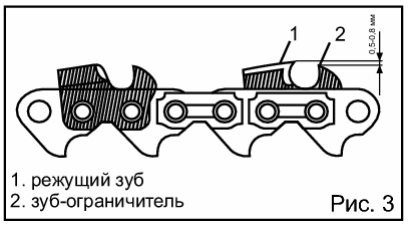 1 2
0,5-0,8 мм
1. режущий зуб
2. зуб-ограничитель
Рис. 3